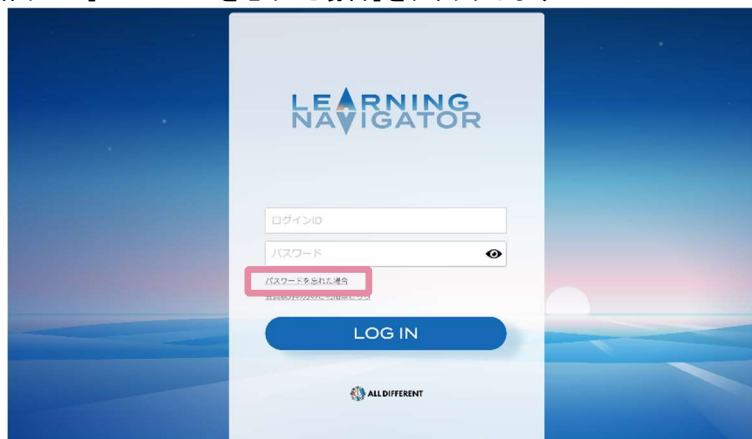 LEARNING
NAVIGATOR
ログインID
パスワード
パスワードを忘れた場合
LOG IN
ALL DIFFERENT